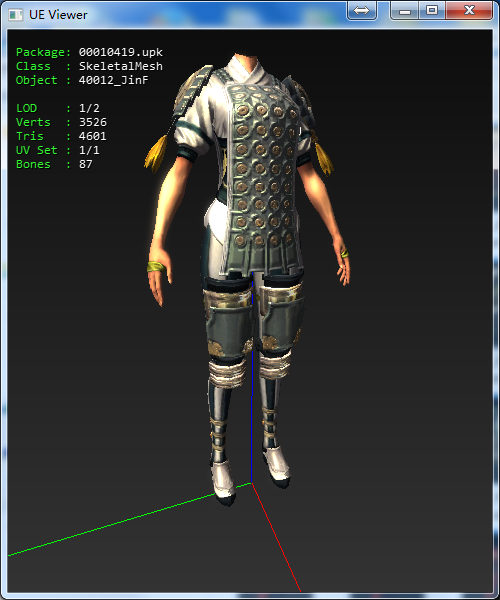 UE Viewer
Package: 00010419.upk
Class  : SkeletalMesh
Object : 40012_JinF
LOD    : 1/2
Verts  : 3526
Tris   : 4601
UV Set : 1/1
Bones  : 87